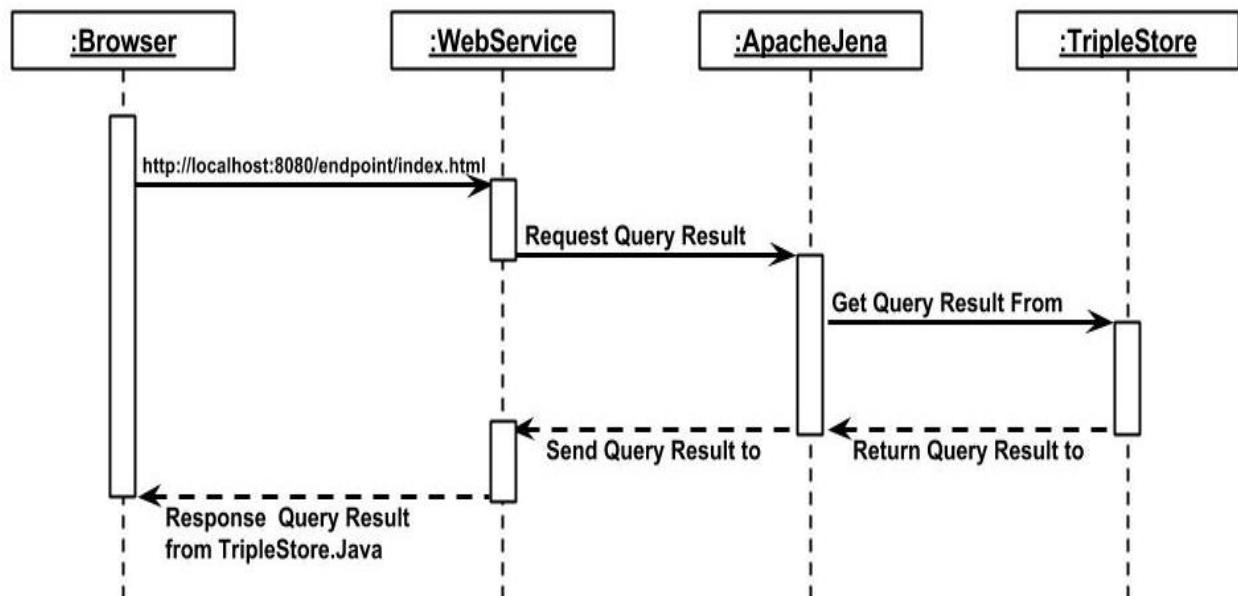 :Browser
:WebService
:ApacheJena
:TripleStore
http://localhost:8080/endpoint/index.html
Request Query Result
Get Query Result From
Send Query Result to
Return Query Result to
Response Query Result
from TripleStore.Java